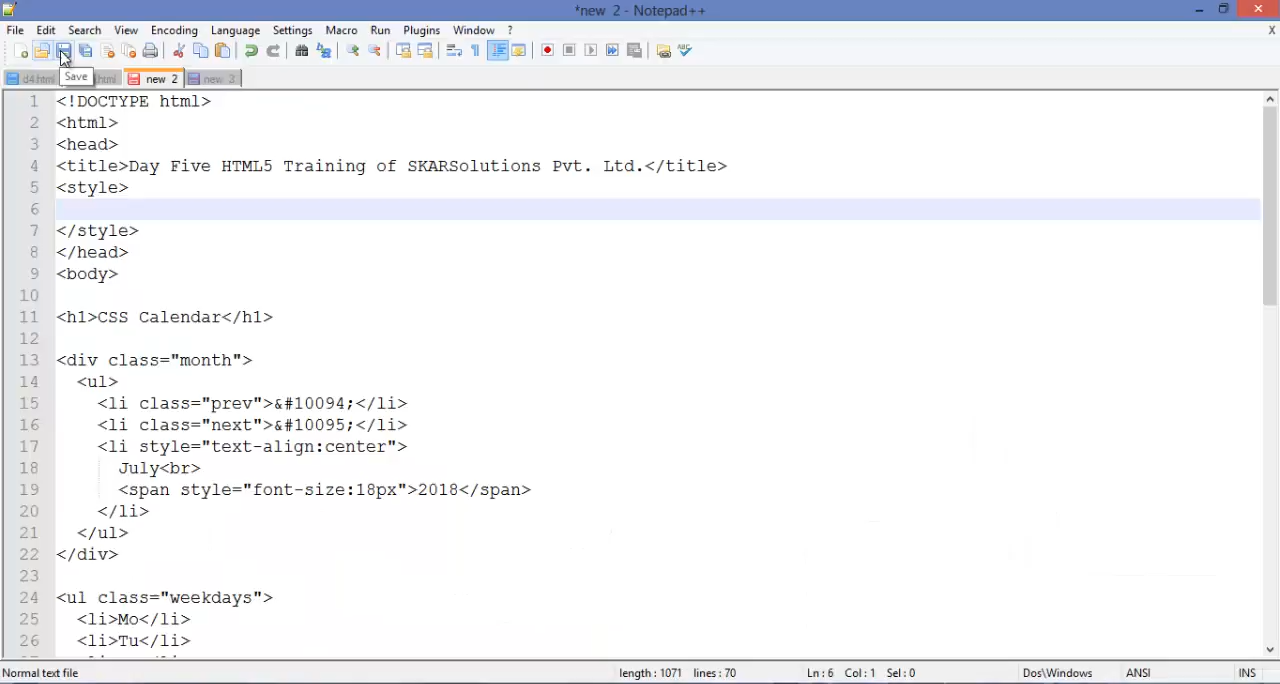 *new 2 - Notepad++
X
File Edit Search View Encoding Language Settings Macro Run Plugins Window ?
X
Save
d4.html html new 2 new 3
1 <!DOCTYPE html>
2 <html>
3 <head>
4 <title>Day Five HTML5 Training of SKARSolutions Pvt. Ltd.</title>
5 <style>
6
7 </style>
8 </head>
9 <body>
10
11 <h1>CSS Calendar</h1>
12
13 <div class="month">
14 <ul>
15 <li class="prev">&#10094;</li>
16 <li class="next">&#10095;</li>
17 <li style="text-align:center">
18 July<br>
19 <span style="font-size:18px">2018</span>
20 </li>
21 </ul>
22 </div>
23
24 <ul class="weekdays">
25 <li>Mo</li>
26 <li>Tu</li>
Normal text file length : 1071 lines : 70 Ln : 6 Col : 1 Sel : 0 Dos\Windows ANSI INS